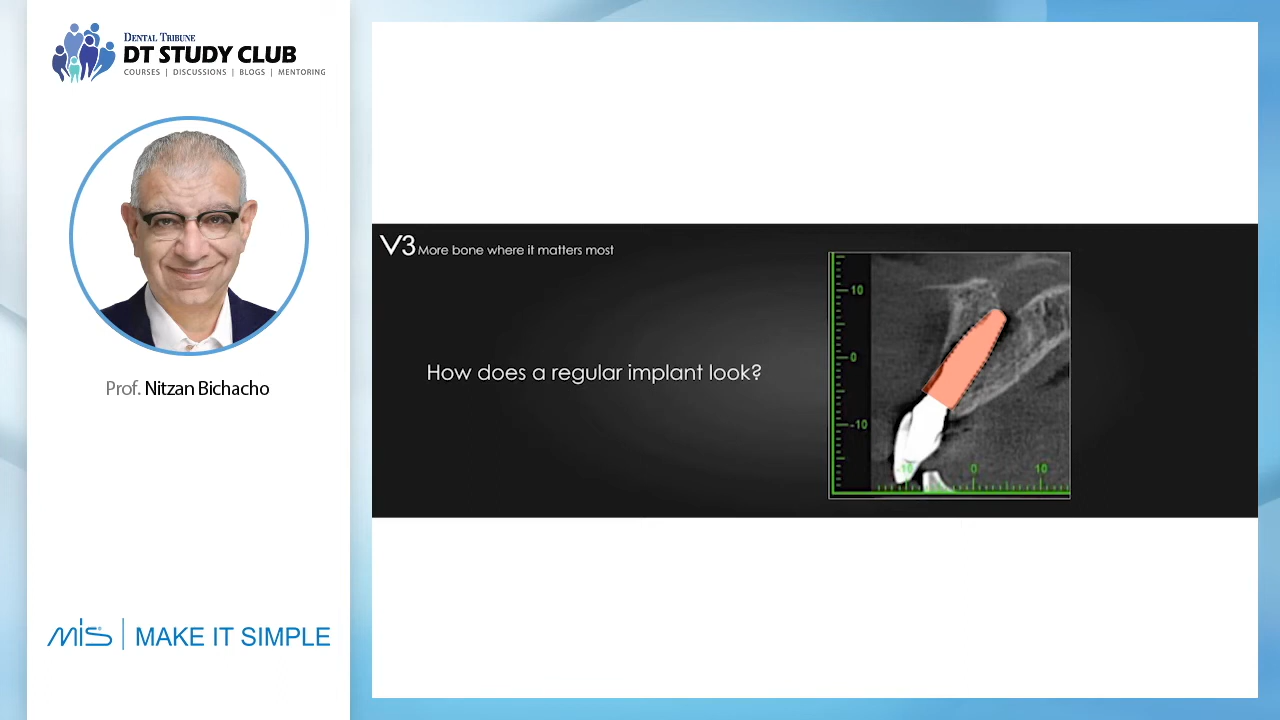 DENTAL TRIBUNE
DT STUDY CLUB
COURSES | DISCUSSIONS | BLOGS | MENTORING
Prof. Nitzan Bichacho
mis® | MAKE IT SIMPLE
V3 More bone where it matters most
How does a regular implant look?
10
0
-10
-10 0 10